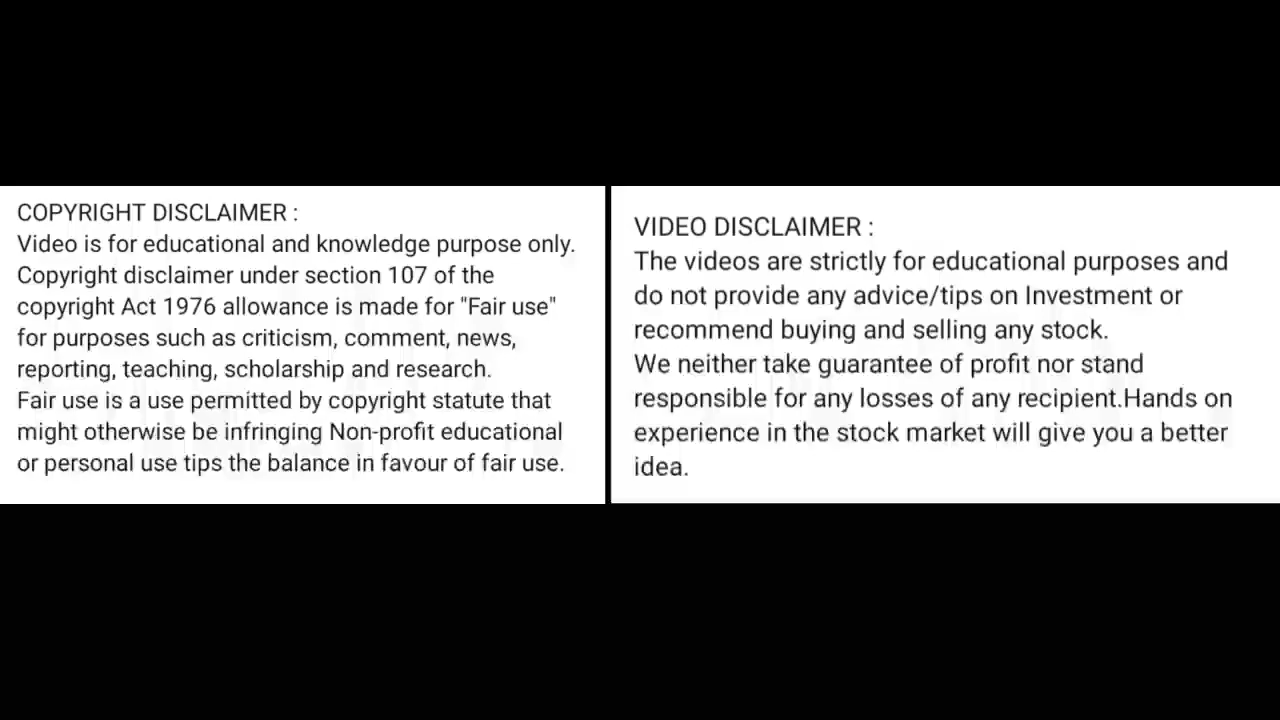 COPYRIGHT DISCLAIMER :
Video is for educational and knowledge purpose only.
Copyright disclaimer under section 107 of the
copyright Act 1976 allowance is made for "Fair use"
for purposes such as criticism, comment, news,
reporting, teaching, scholarship and research.
Fair use is a use permitted by copyright statute that
might otherwise be infringing Non-profit educational
or personal use tips the balance in favour of fair use.
VIDEO DISCLAIMER :
The videos are strictly for educational purposes and
do not provide any advice/tips on Investment or
recommend buying and selling any stock.
We neither take guarantee of profit nor stand
responsible for any losses of any recipient.Hands on
experience in the stock market will give you a better
idea.